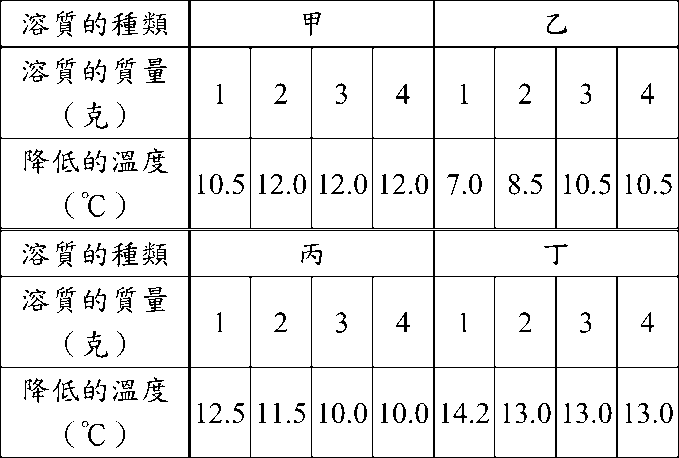 溶質的種類 甲 乙
溶質的質量（克） 1 2 3 4 1 2 3 4
降低的溫度（℃） 10.5 12.0 12.0 12.0 7.0 8.5 10.5 10.5
溶質的種類 丙 丁
溶質的質量（克） 1 2 3 4 1 2 3 4
降低的溫度（℃） 12.5 11.5 10.0 10.0 14.2 13.0 13.0 13.0